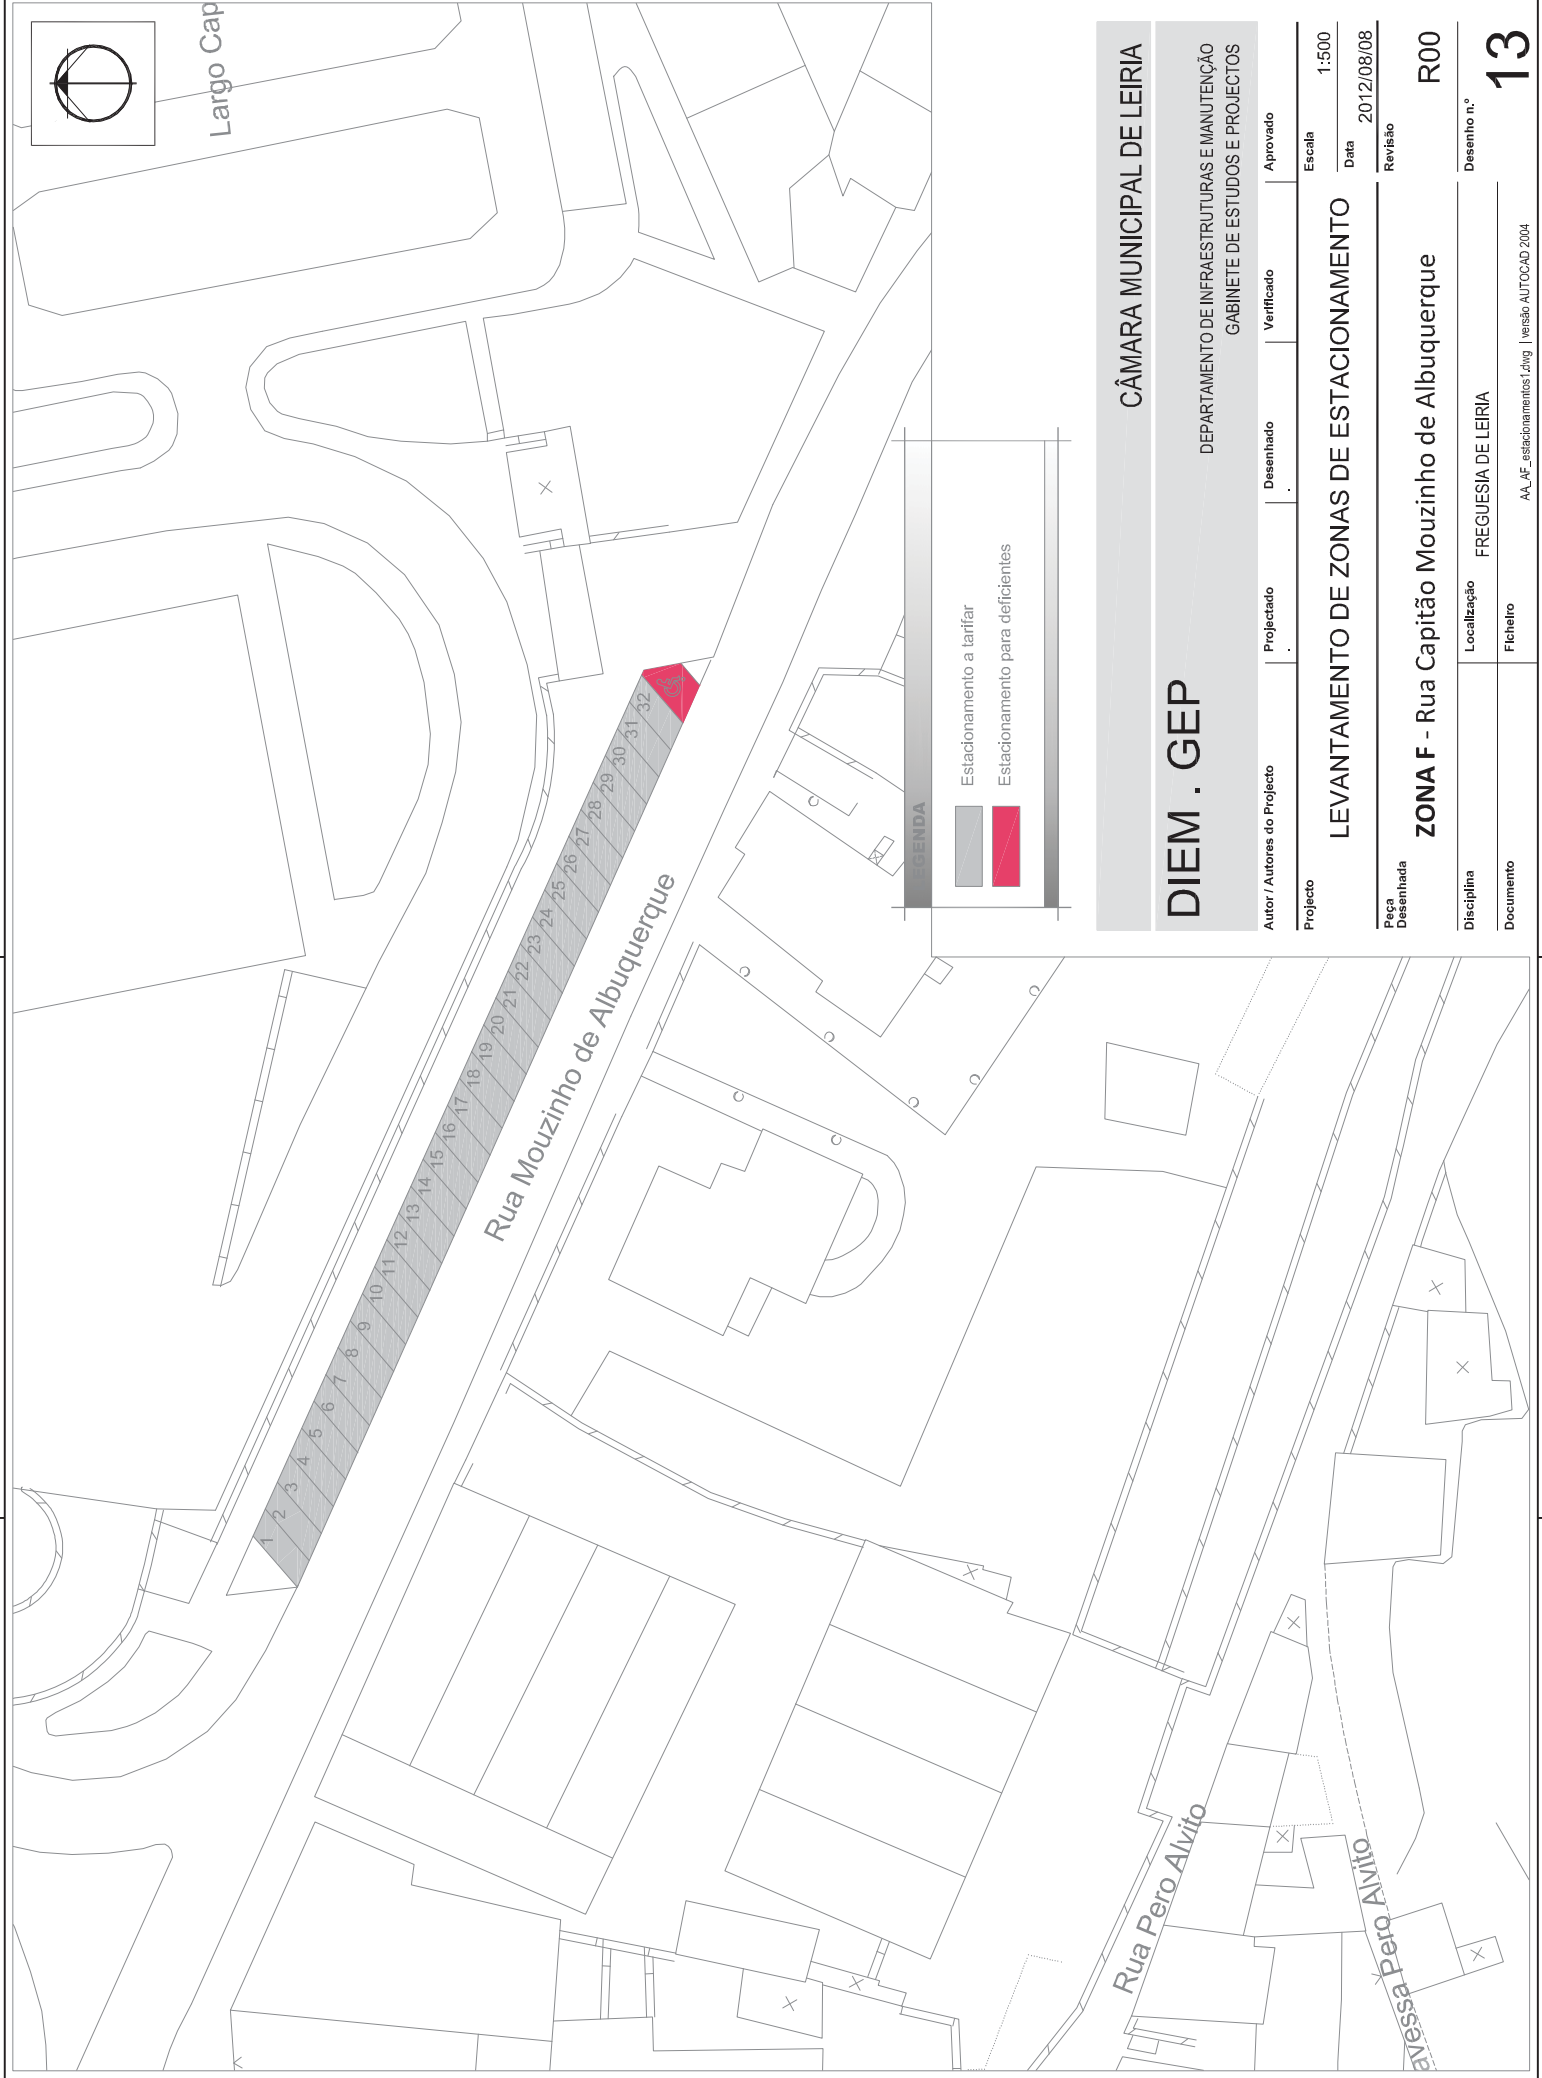 Largo Cap
1
2
3
4
5
6
7
8
9
10
11
12
13
14
15
16
17
18
19
20
21
22
23
24
25
26
27
28
29
30
31
32
Rua Mouzinho de Albuquerque
Rua Pero Alvito
avessa Pero Alvito
EGENDA
Estacionamento a tarifar
Estacionamento para deficientes
CÂMARA MUNICIPAL DE LEIRIA
DIEM . GEP
DEPARTAMENTO DE INFRAESTRUTURAS E MANUTENÇÃO
GABINETE DE ESTUDOS E PROJECTOS
Autor / Autores do Projecto
Projectado
.
Desenhado
.
Verificado
Aprovado
Projecto
LEVANTAMENTO DE ZONAS DE ESTACIONAMENTO
Escala
1:500
Data
2012/08/08
Peça
Desenhada
ZONA F - Rua Capitão Mouzinho de Albuquerque
Revisão
R00
Disciplina
Localização
FREGUESIA DE LEIRIA
Desenho n.º
13
Documento
Ficheiro
AA_AF_estacionamentos1.dwg | versão AUTOCAD 2004